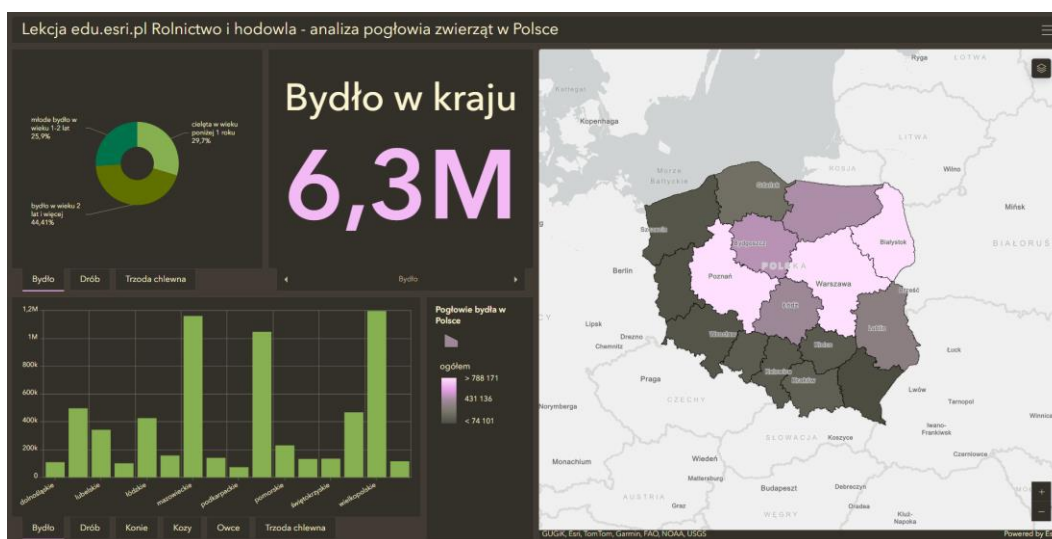 Lekcja edu.esri.pl Rolnictwo i hodowla - analiza pogłowia zwierząt w Polsce
młode bydło w
wieku 1-2 lat
25,9%
cielęta w wieku
poniżej 1 roku
29,7%
bydło w wieku 2
lat i więcej
44,41%
Bydło
Drób
Trzoda chlewna
Bydło w kraju
6,3M
Bydło
1,2M
1M
800k
600k
400k
200k
0
dolnośląskie
lubelskie
łódzkie
mazowieckie
podkarpackie
pomorskie
świętokrzyskie
wielkopolskie
Bydło
Drób
Konie
Kozy
Owce
Trzoda chlewna
Pogłowie bydła w
Polsce
ogółem
> 788 171
431 136
< 74 101
Ryga
ŁOTWA
Kattegat
Kopenhaga
LITWA
Morze
Bałtyckie
ROSJA
Wilno
Gdańsk
Mińsk
Szczecin
Bydgoszcz
Białystok
BIAŁORUŚ
Berlin
Poznań
POLSKA
Warszawa
Brześć
Łódź
Lublin
Lipsk
Drezno
Chemnitz
Wrocław
Kielce
Łuck
Katowice
Kraków
Praga
Lwów
Tarnopol
Norymberga
CZECHY
Winnica
Iwano-
Frankiwsk
SŁOWACJA
Koszyce
Czerniowce
Monachium
Wiedeń
Mattersburg
Budapeszt
Debreczyn
AUSTRIA
Graz
WĘGRY
Oradea
Kluż-
Napoka
+
−
GUGiK, Esri, TomTom, Garmin, FAO, NOAA, USGS
Powered by Es